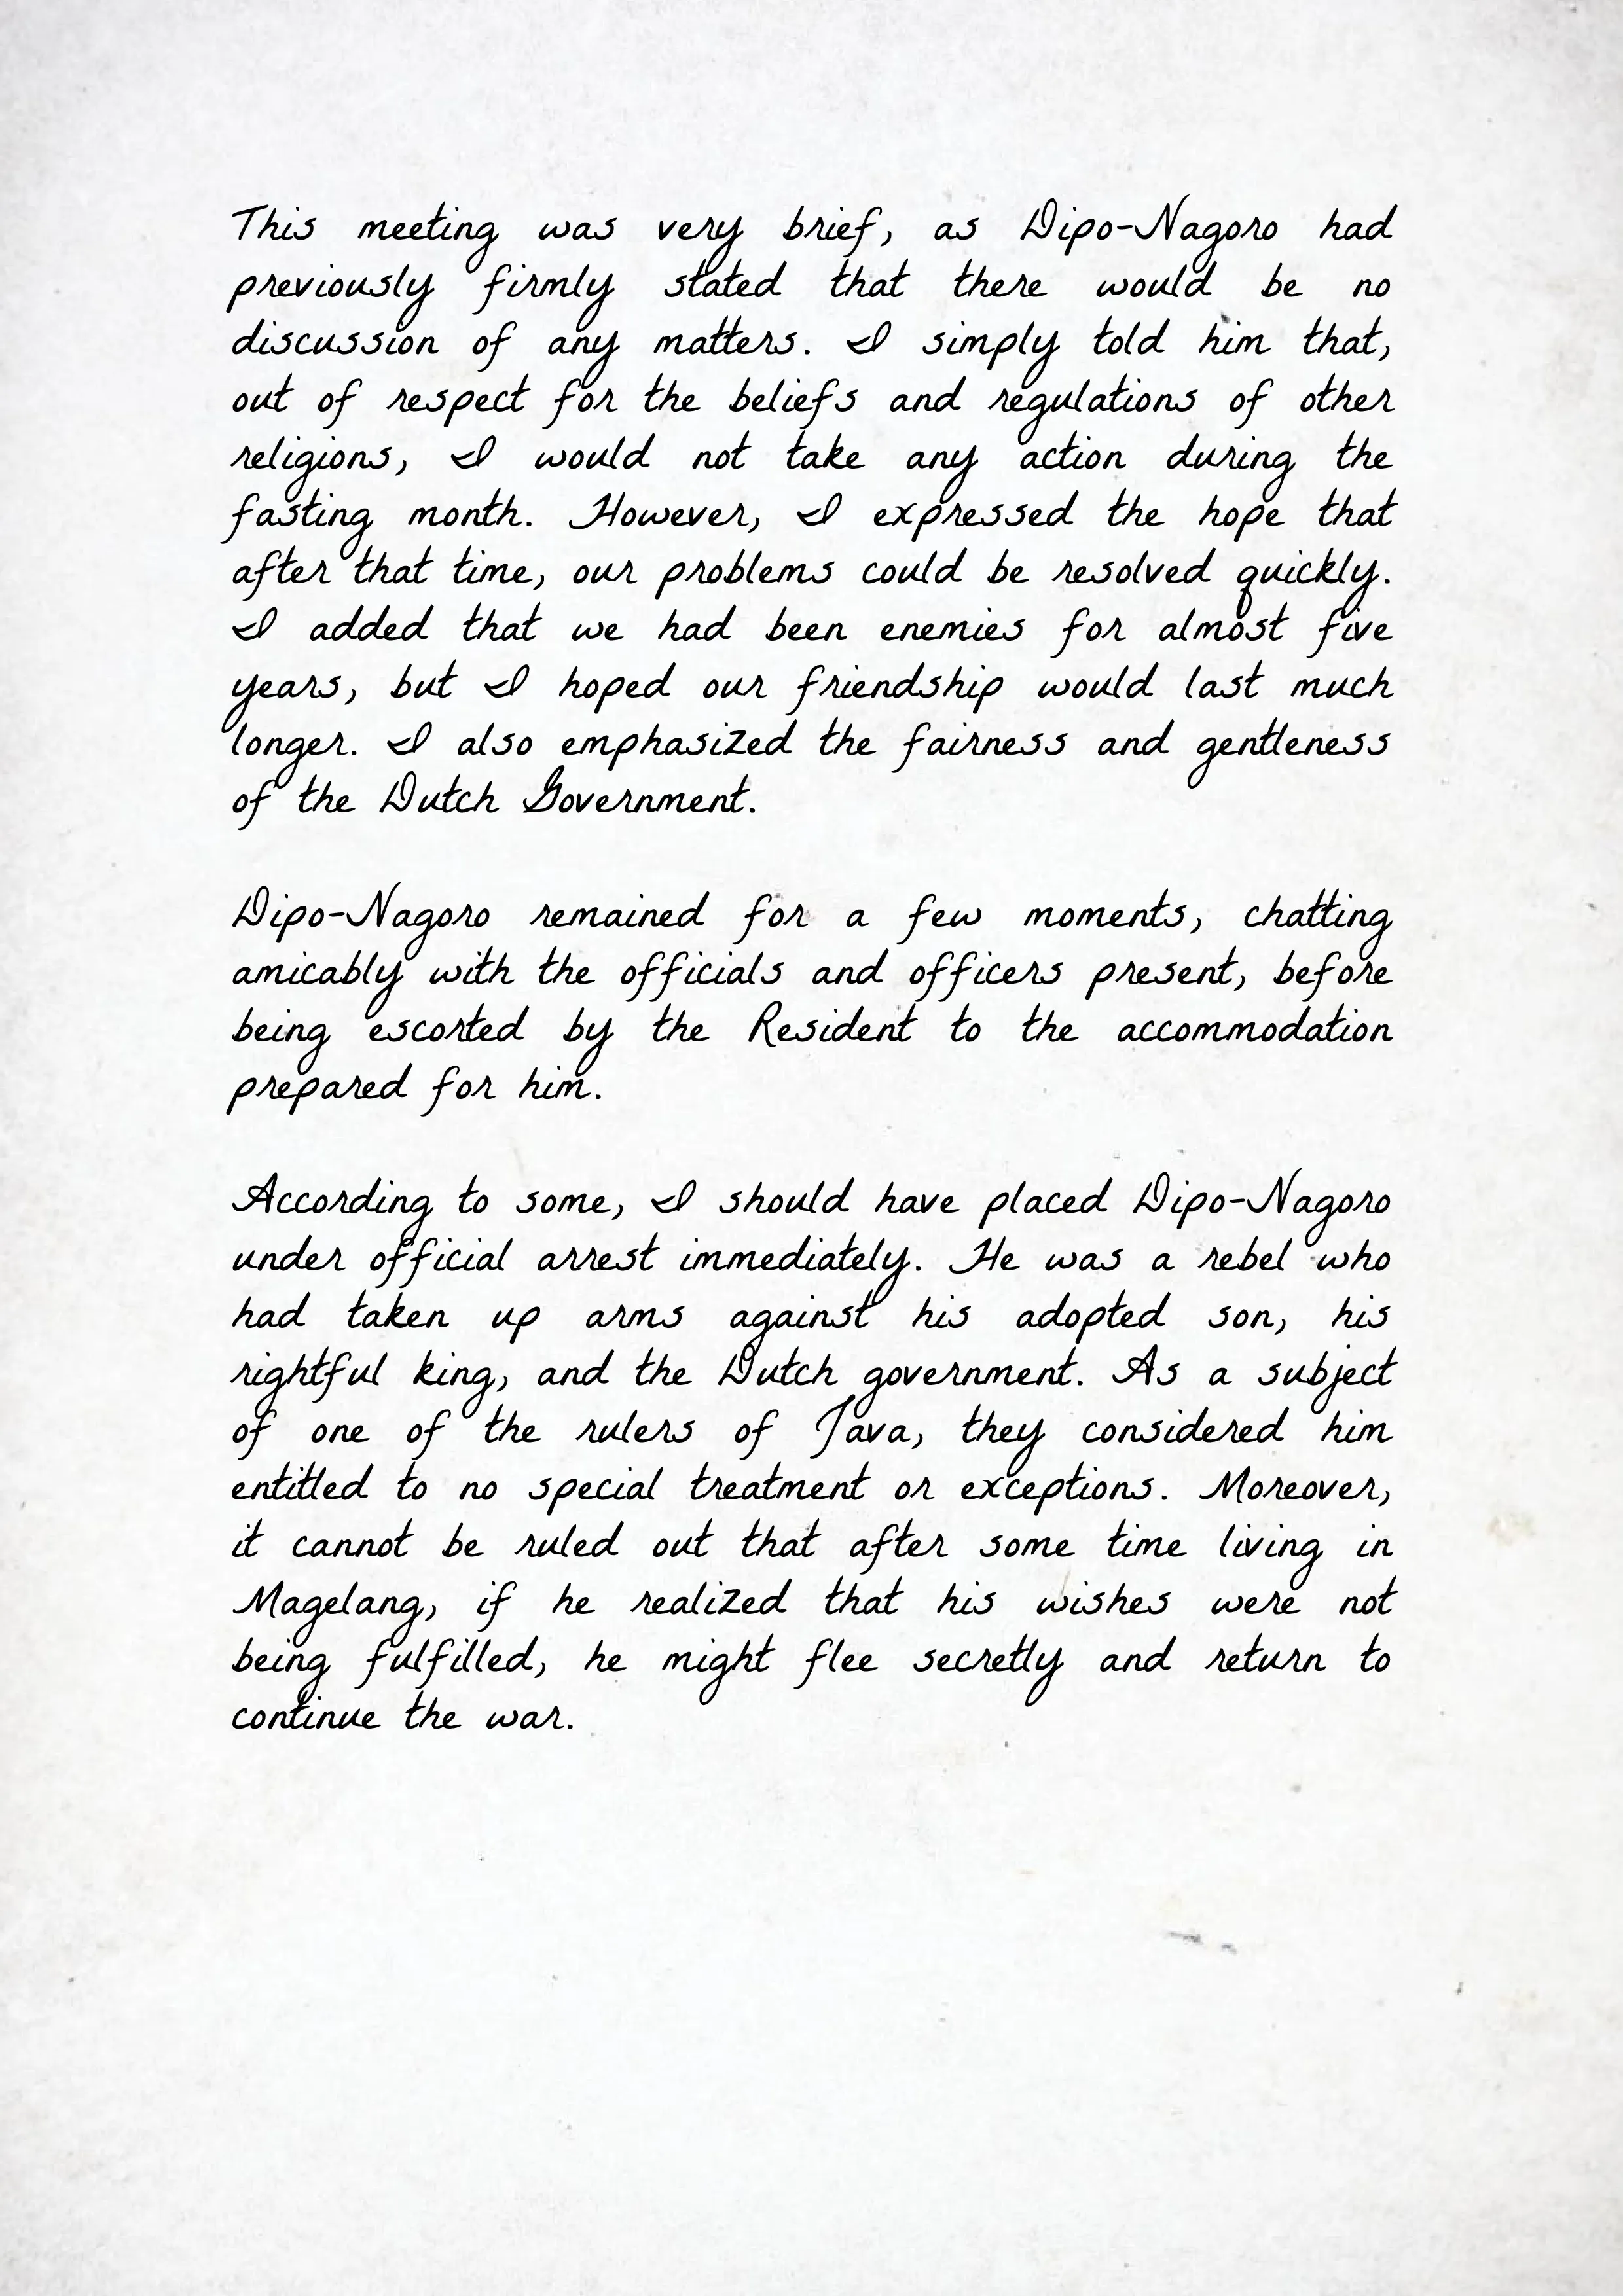 This meeting was very brief, as Dipo-Nagoro had
previously firmly stated that there would be no
discussion of any matters. I simply told him that,
out of respect for the beliefs and regulations of other
religions, I would not take any action during the
fasting month. However, I expressed the hope that
after that time, our problems could be resolved quickly.
I added that we had been enemies for almost five
years, but I hoped our friendship would last much
longer. I also emphasized the fairness and gentleness
of the Dutch Government.
Dipo-Nagoro remained for a few moments, chatting
amicably with the officials and officers present, before
being escorted by the Resident to the accommodation
prepared for him.
According to some, I should have placed Dipo-Nagoro
under official arrest immediately. He was a rebel who
had taken up arms against his adopted son, his
rightful king, and the Dutch government. As a subject
of one of the rulers of Java, they considered him
entitled to no special treatment or exceptions. Moreover,
it cannot be ruled out that after some time living in
Magelang, if he realized that his wishes were not
being fulfilled, he might flee secretly and return to
continue the war.